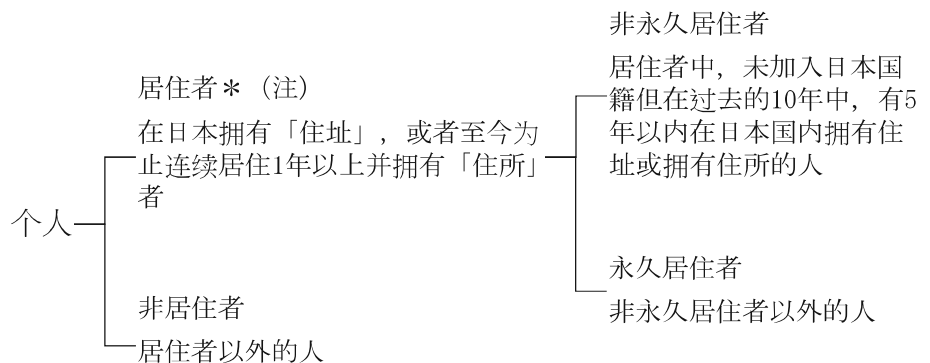 个人
居住者＊（注）
在日本拥有「住址」，或者至今为
止连续居住1年以上并拥有「住所」
者
非居住者
居住者以外的人
非永久居住者
居住者中，未加入日本国
籍但在过去的10年中，有5
年以内在日本国内拥有住
址或拥有住所的人
永久居住者
非永久居住者以外的人